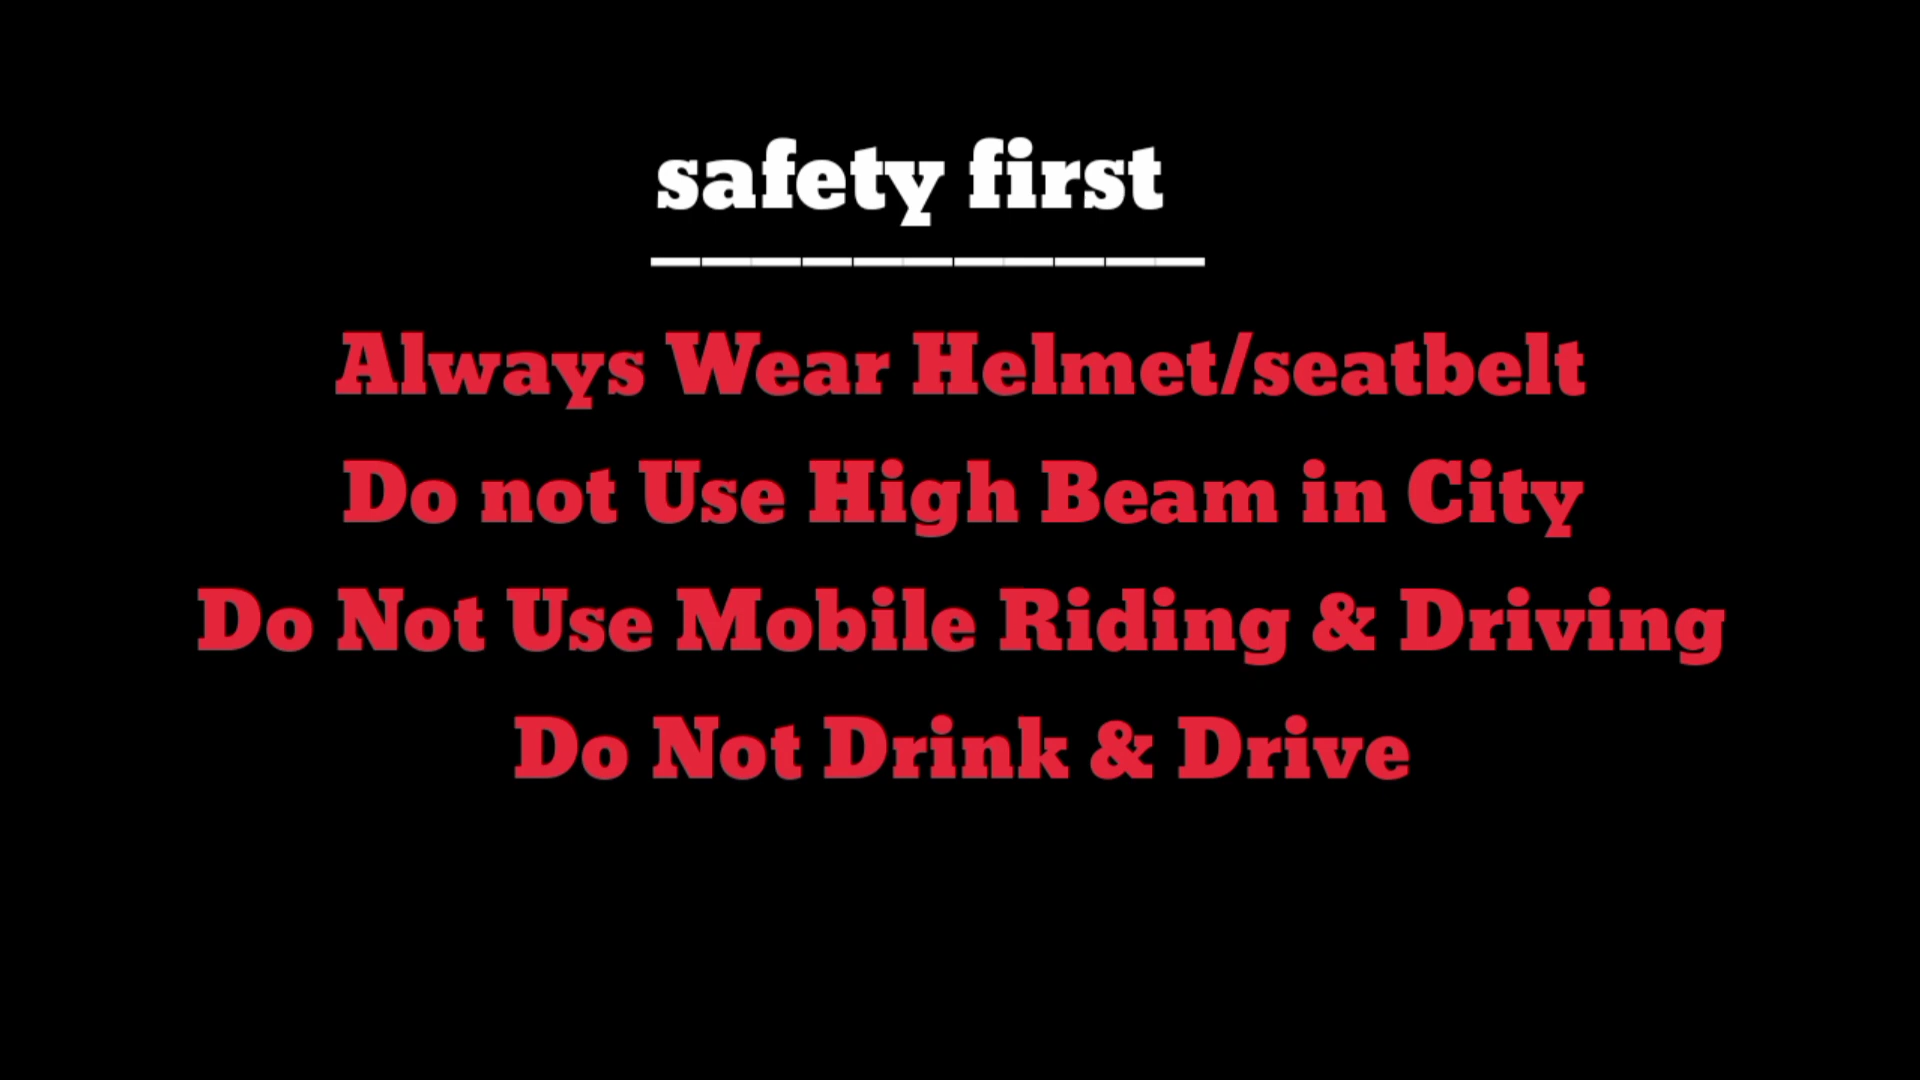 safety first
Always Wear Helmet/seatbelt
Do not Use High Beam in City
Do Not Use Mobile Riding & Driving
Do Not Drink & Drive